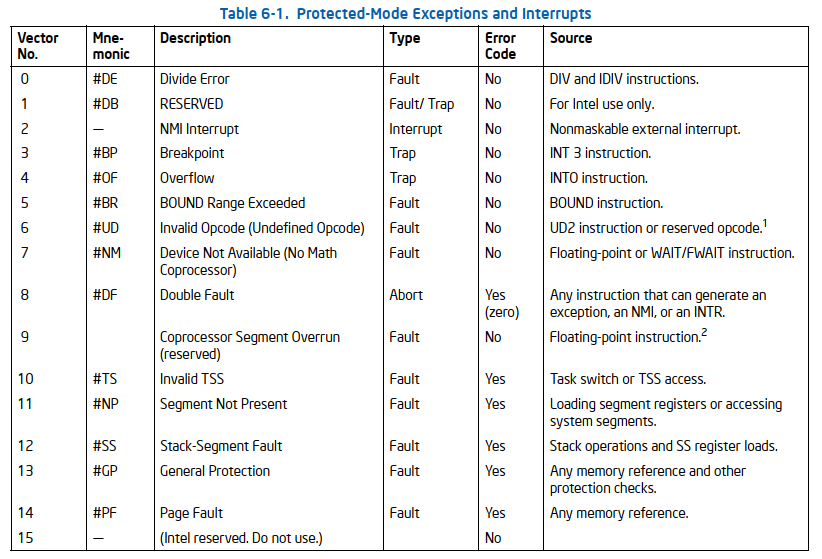 Table 6-1. Protected-Mode Exceptions and Interrupts
Vector No. Mne-monic Description Type Error Code Source
0 #DE Divide Error Fault No DIV and IDIV instructions.
1 #DB RESERVED Fault/ Trap No For Intel use only.
2 — NMI Interrupt Interrupt No Nonmaskable external interrupt.
3 #BP Breakpoint Trap No INT 3 instruction.
4 #OF Overflow Trap No INTO instruction.
5 #BR BOUND Range Exceeded Fault No BOUND instruction.
6 #UD Invalid Opcode (Undefined Opcode) Fault No UD2 instruction or reserved opcode.1
7 #NM Device Not Available (No Math Coprocessor) Fault No Floating-point or WAIT/FWAIT instruction.
8 #DF Double Fault Abort Yes (zero) Any instruction that can generate an exception, an NMI, or an INTR.
9 Coprocessor Segment Overrun (reserved) Fault No Floating-point instruction.2
10 #TS Invalid TSS Fault Yes Task switch or TSS access.
11 #NP Segment Not Present Fault Yes Loading segment registers or accessing system segments.
12 #SS Stack-Segment Fault Fault Yes Stack operations and SS register loads.
13 #GP General Protection Fault Yes Any memory reference and other protection checks.
14 #PF Page Fault Fault Yes Any memory reference.
15 — (Intel reserved. Do not use.) No